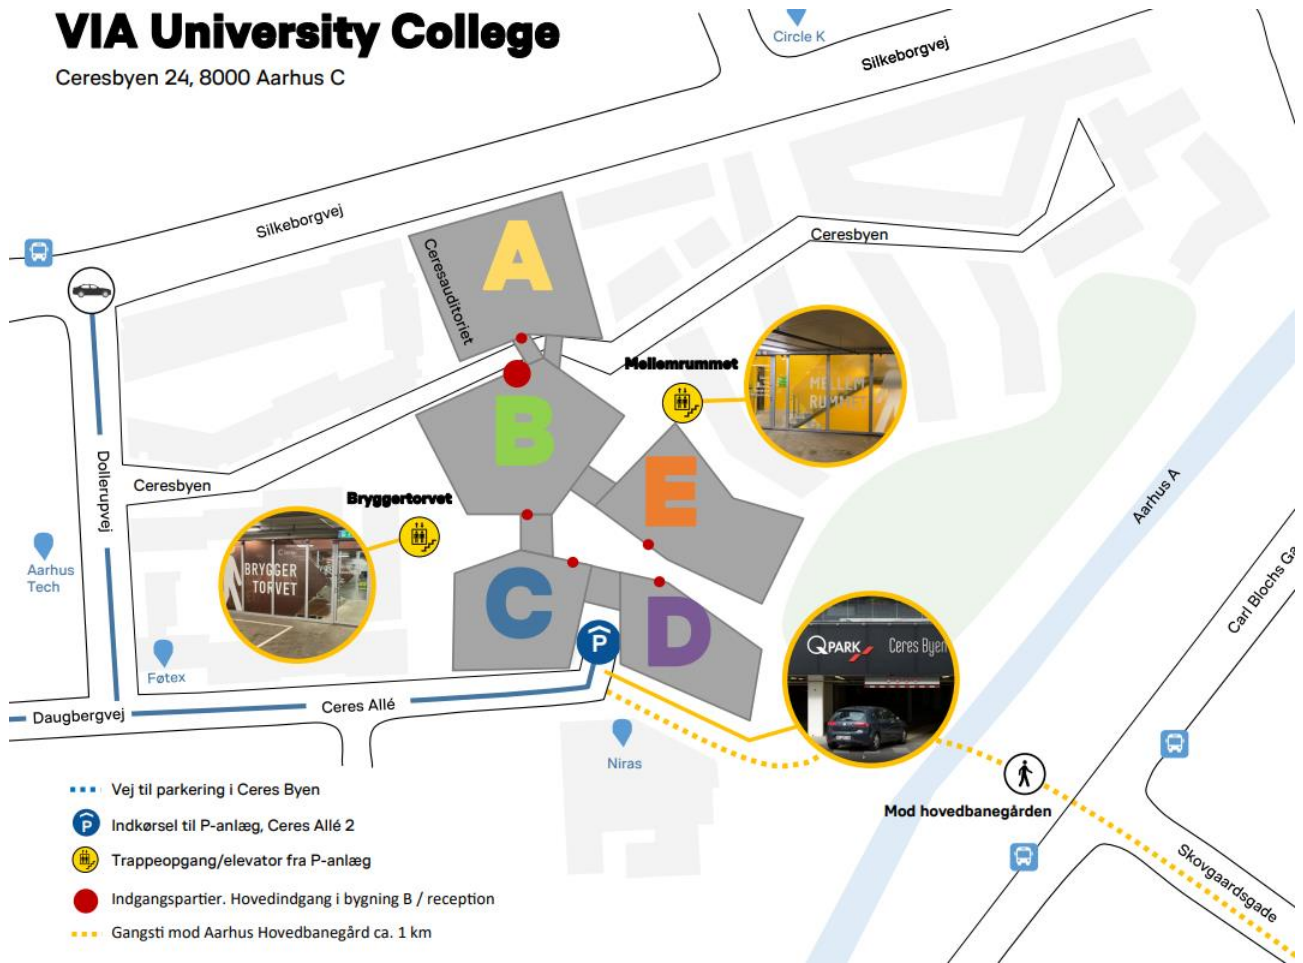 VIA University College
Ceresbyen 24, 8000 Aarhus C
Circle K
Silkeborgvej
Silkeborgvej
A
Ceresauditoriet
Ceresbyen
Mellemrummet
MELLEM
RUMMET
B
E
Dollerupvej
Ceresbyen
Bryggertorvet
BRYGGER
TORVET
Aarhus
Tech
Aarhus A
Carl Blochs Ga
C
D
P
QPARK Ceres Byen
Føtex
Daugbergvej
Ceres Allé
Niras
Mod hovedbanegården
Skovgaardsgade
Vej til parkering i Ceres Byen
P
Indkørsel til P-anlæg, Ceres Allé 2
Trappeopgang/elevator fra P-anlæg
Indgangspartier. Hovedindgang i bygning B / reception
Gangsti mod Aarhus Hovedbanegård ca. 1 km